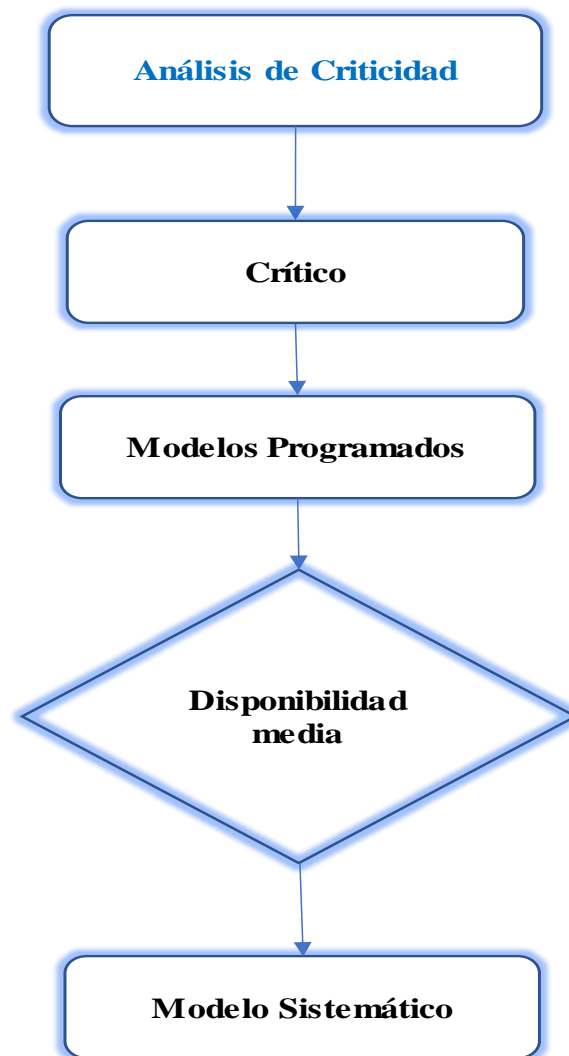 Análisis de Criticidad
Crítico
Modelos Programados
Disponibilidad
media
Modelo Sistemático